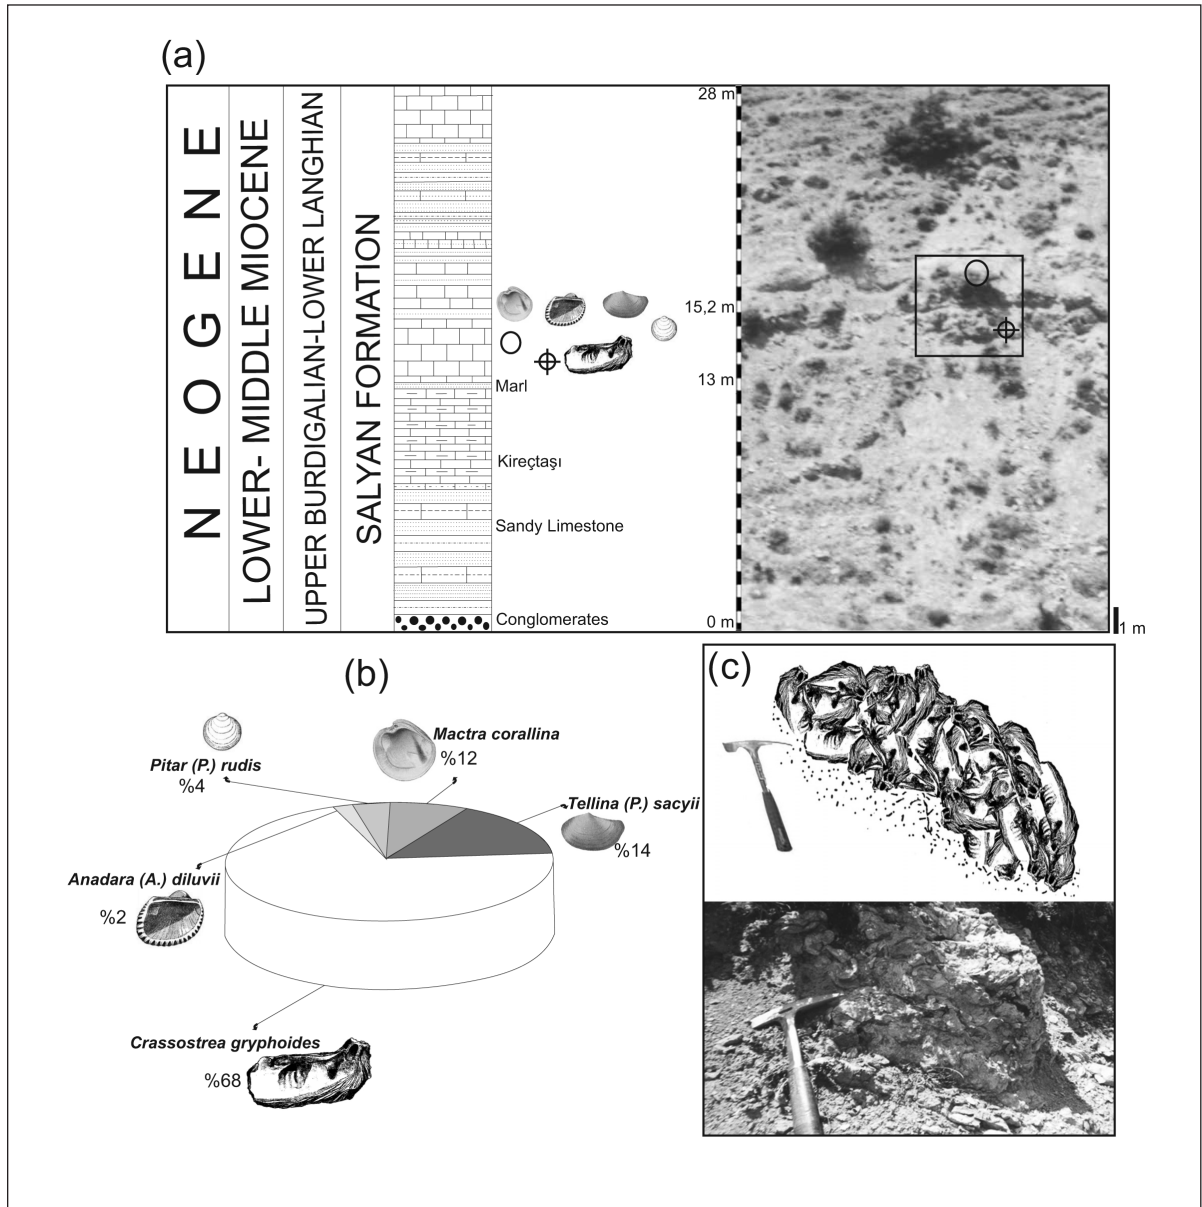 (a)
NEOGENE
LOWER- MIDDLE MIOCENE
UPPER BURDIGALIAN-LOWER LANGHIAN
SALYAN FORMATION
28 m
15,2 m
13 m
Marl
Kireçtaşı
Sandy Limestone
Conglomerates
0 m
1 m
(b)
Mactra corallina
%12
Pitar (P.) rudis
%4
Tellina (P.) sacyii
%14
Anadara (A.) diluvii
%2
Crassostrea gryphoides
%68
(c)